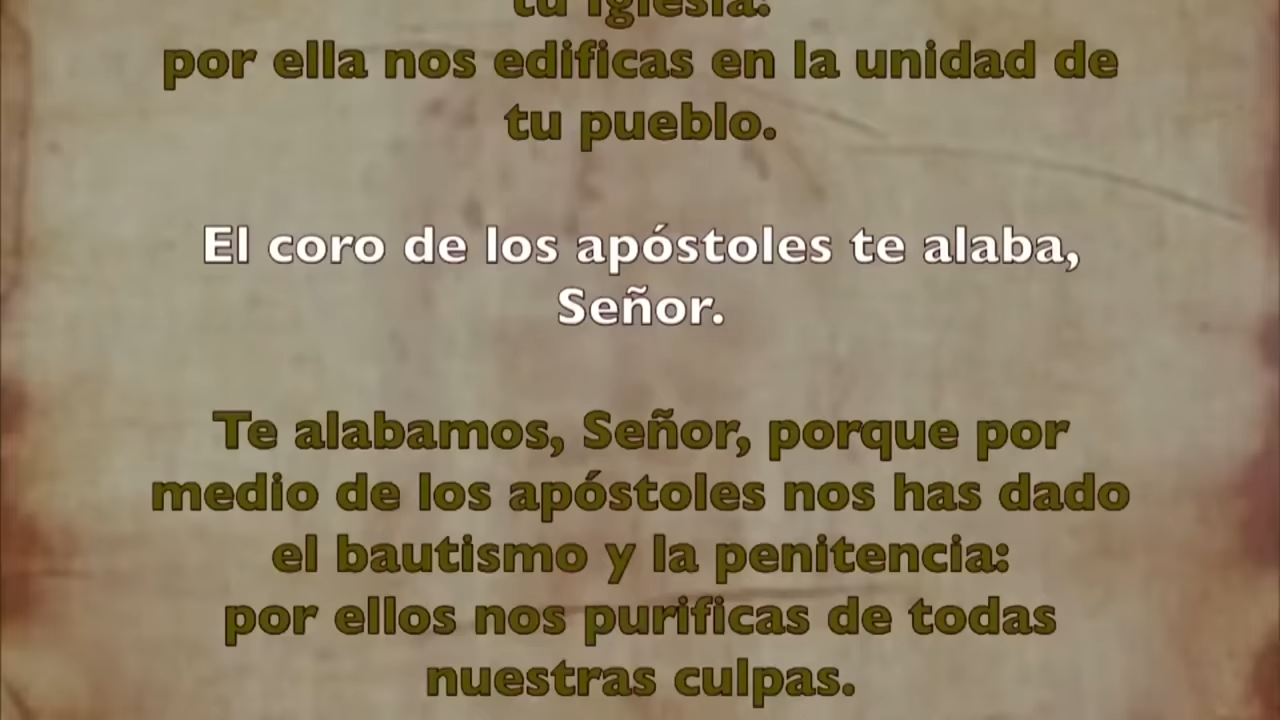 tu Iglesia:
por ella nos edificas en la unidad de
tu pueblo.
El coro de los apóstoles te alaba,
Señor.
Te alabamos, Señor, porque por
medio de los apóstoles nos has dado
el bautismo y la penitencia:
por ellos nos purificas de todas
nuestras culpas.